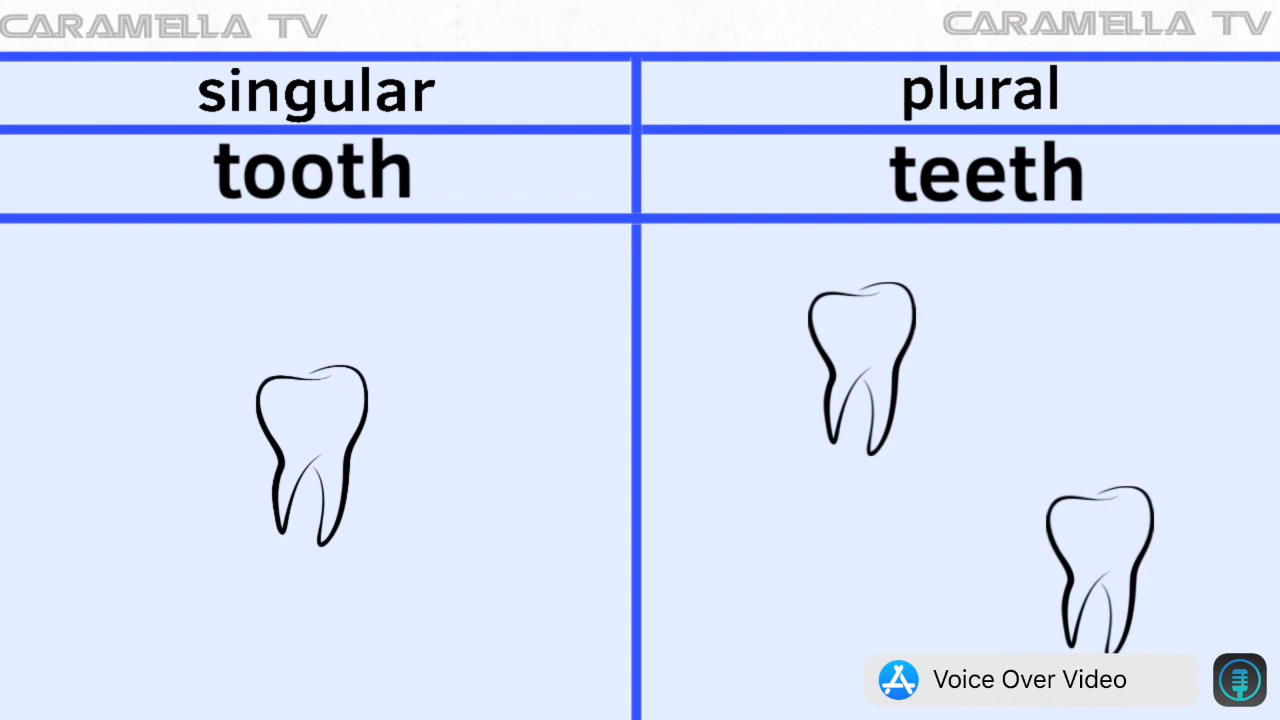 CARAMELLA TV CARAMELLA TV
singular plural
tooth teeth
Voice Over Video